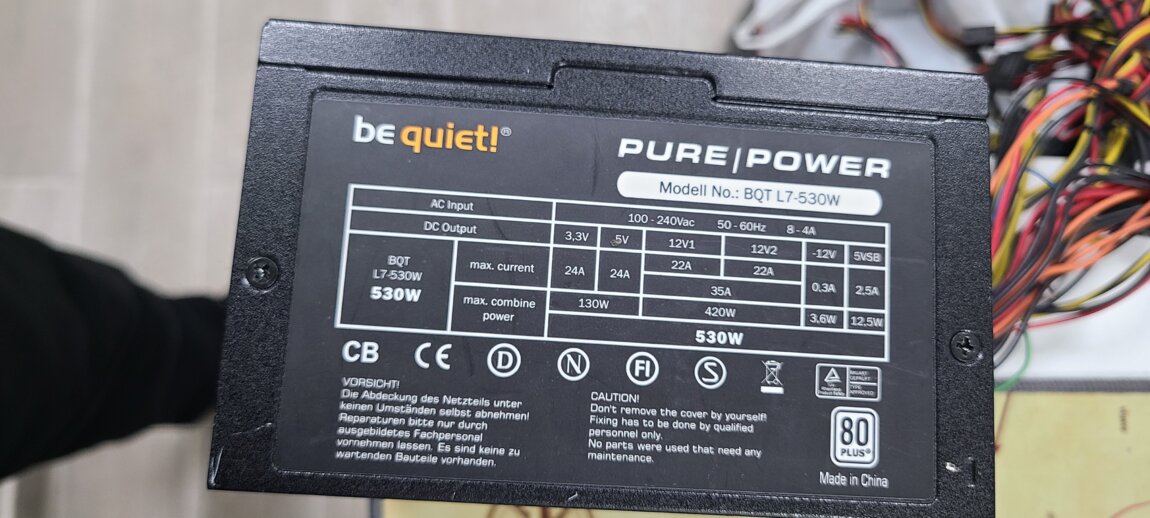 be quiet!®
PURE/POWER
Modell No.: BQT L7-530W
AC Input 100 - 240Vac 50 - 60Hz 8 - 4A
DC Output 3,3V 5V 12V1 12V2 -12V 5VSB
BQT
L7-530W
530W
max. current 24A 24A 22A 22A 0.3A 2,5A
35A
max. combine
power
130W 420W 3,6W 12,5W
530W
CB CE D N FI S
VORSICHT!
Die Abdeckung des Netzteils unter
keinen Umständen selbst abnehmen!
Reparaturen bitte nur durch
ausgebildetes Fachpersonal
vornehmen lassen. Es sind keine zu
wartenden Bauteile vorhanden.
CAUTION!
Don't remove the cover by yourself!
Fixing has to be done by qualified
personnel only.
No parts were used that need any
maintenance.
80
PLUS®
Made in China